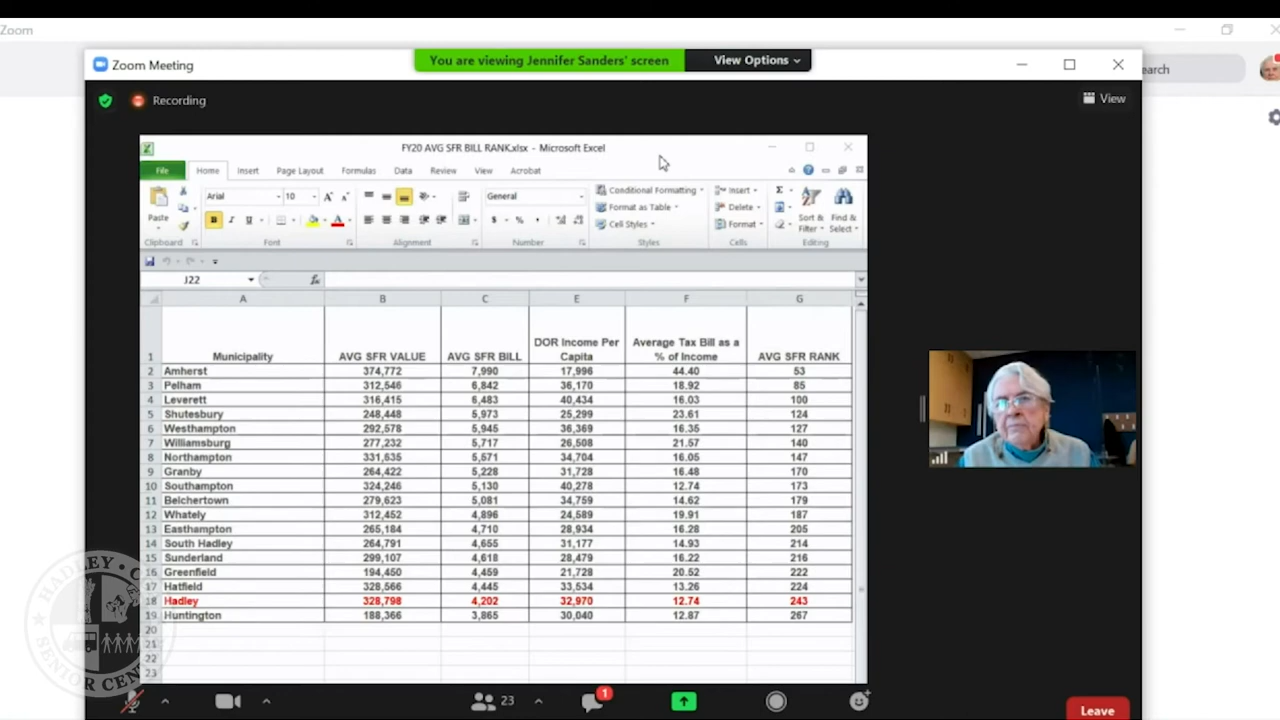 Zoom
Zoom Meeting
You are viewing Jennifer Sanders' screen
View Options
earch
Recording
View
FY20 AVG SFR BILL RANK.xlsx - Microsoft Excel
File Home Insert Page Layout Formulas Data Review View Acrobat
Arial 10 General Conditional Formatting Insert
Paste Format as Table Delete
B I U $ % , Cell Styles Format Sort & Filter Find & Select
Clipboard Font Alignment Number Styles Cells Editing
J22 fx
A B C E F G
1 Municipality AVG SFR VALUE AVG SFR BILL DOR Income Per Capita Average Tax Bill as a % of Income AVG SFR RANK
2 Amherst 374,772 7,990 17,996 44.40 53
3 Pelham 312,546 6,842 36,170 18.92 85
4 Leverett 316,415 6,483 40,434 16.03 100
5 Shutesbury 248,448 5,973 25,299 23.61 124
6 Westhampton 292,578 5,945 36,369 16.35 127
7 Williamsburg 277,232 5,717 26,508 21.57 140
8 Northampton 331,635 5,571 34,704 16.05 147
9 Granby 264,422 5,228 31,728 16.48 170
10 Southampton 324,246 5,130 40,278 12.74 173
11 Belchertown 279,623 5,081 34,759 14.62 179
12 Whately 312,452 4,896 24,589 19.91 187
13 Easthampton 265,184 4,710 28,934 16.28 205
14 South Hadley 264,791 4,655 31,177 14.93 214
15 Sunderland 299,107 4,618 28,479 16.22 216
16 Greenfield 194,450 4,459 21,728 20.52 222
17 Hatfield 328,566 4,445 33,534 13.26 224
18 Hadley 328,798 4,202 32,970 12.74 243
19 Huntington 188,366 3,865 30,040 12.87 267
20
21
22
23
HADLEY
SENIOR CENTER
23
1
Leave